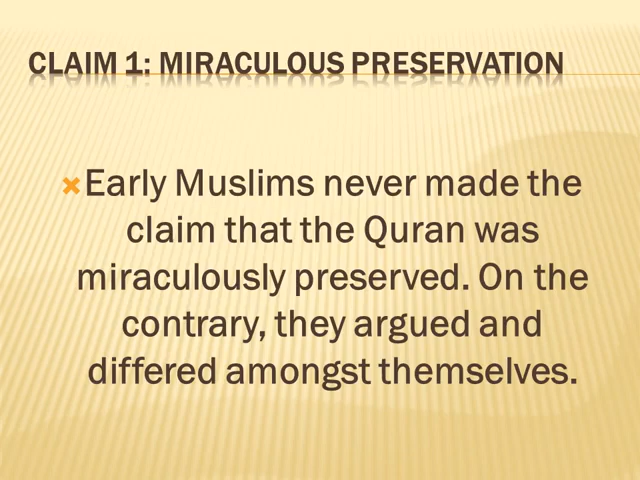 CLAIM 1: MIRACULOUS PRESERVATION
Early Muslims never made the
claim that the Quran was
miraculously preserved. On the
contrary, they argued and
differed amongst themselves.